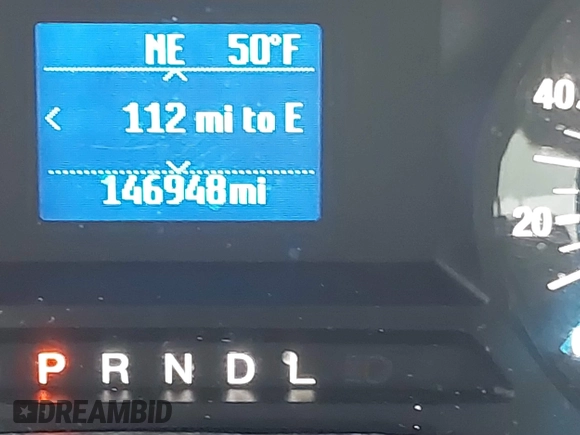 NE 50°F
< 112 mi to E
146948mi
40
20
P R N D L
DREAMBID